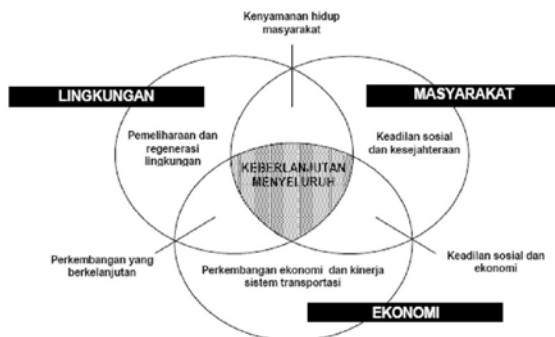 Kenyamanan hidup
masyarakat
LINGKUNGAN
MASYARAKAT
Pemeliharaan dan
regenerasi
lingkungan
Keadilan sosial
dan kesejahteraan
KEBERLANJUTAN
MENYELURUH
Perkembangan yang
berkelanjutan
Perkembangan ekonomi dan kinerja
sistem transportasi
Keadilan sosial dan
ekonomi
EKONOMI